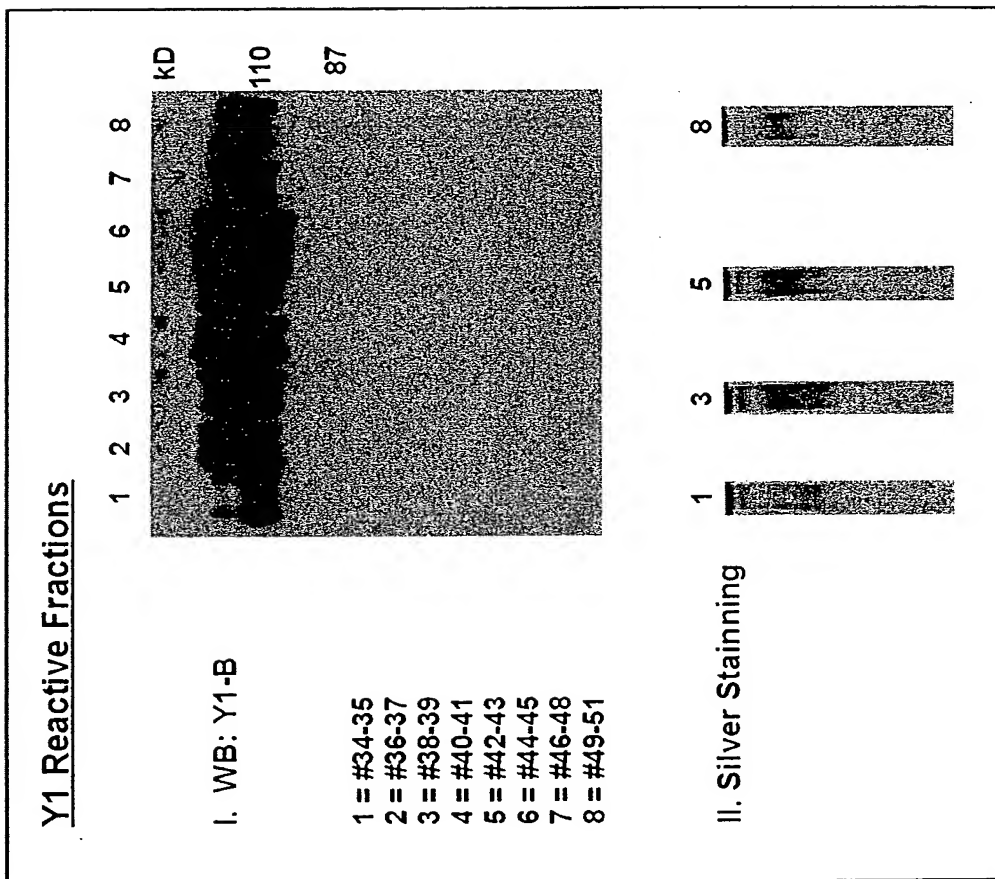 Y1 Reactive Fractions
I. WB: Y1-B
1 2 3 4 5 6 7 8
kD
110
87
1 = #34-35
2 = #36-37
3 = #38-39
4 = #40-41
5 = #42-43
6 = #44-45
7 = #46-48
8 = #49-51
II. Silver Stainning
1 3 5 8